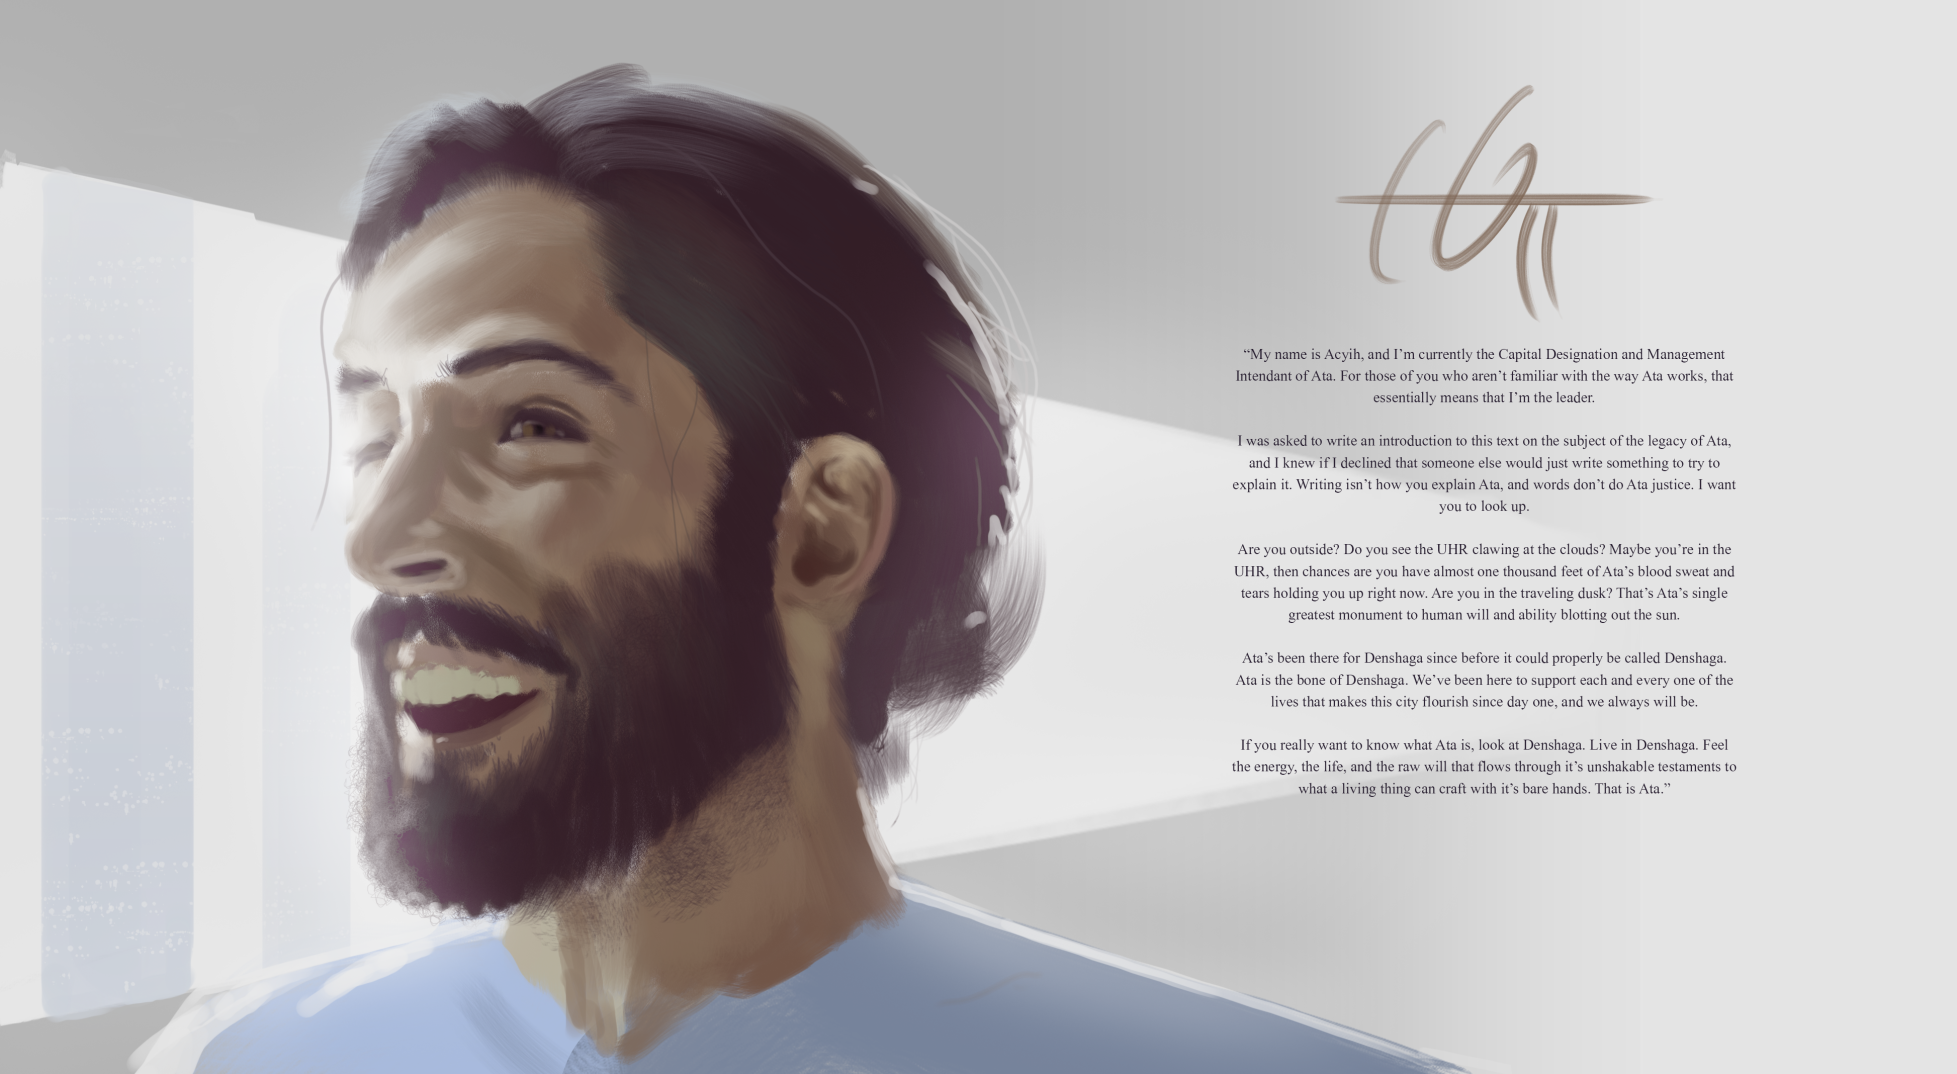 “My name is Acyih, and I’m currently the Capital Designation and Management
Intendant of Ata. For those of you who aren’t familiar with the way Ata works, that
essentially means that I’m the leader.
I was asked to write an introduction to this text on the subject of the legacy of Ata,
and I knew if I declined that someone else would just write something to try to
explain it. Writing isn’t how you explain Ata, and words don’t do Ata justice. I want
you to look up.
Are you outside? Do you see the UHR clawing at the clouds? Maybe you’re in the
UHR, then chances are you have almost one thousand feet of Ata’s blood sweat and
tears holding you up right now. Are you in the traveling dusk? That’s Ata’s single
greatest monument to human will and ability blotting out the sun.
Ata’s been there for Denshaga since before it could properly be called Denshaga.
Ata is the bone of Denshaga. We’ve been here to support each and every one of the
lives that makes this city flourish since day one, and we always will be.
If you really want to know what Ata is, look at Denshaga. Live in Denshaga. Feel
the energy, the life, and the raw will that flows through it’s unshakable testaments to
what a living thing can craft with it’s bare hands. That is Ata.”